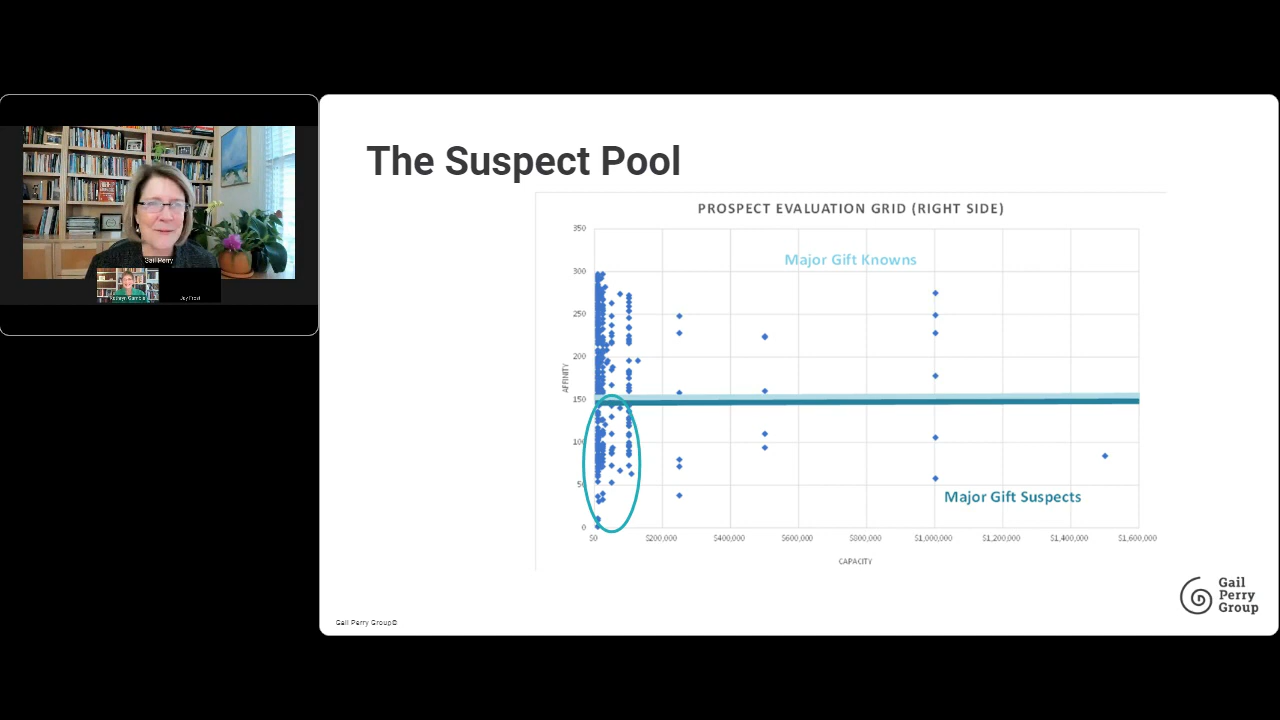 The Suspect Pool
PROSPECT EVALUATION GRID (RIGHT SIDE)
350
300
250
200
150
100
50
0
AFFINITY
Major Gift Knowns
Major Gift Suspects
$0
$200,000
$400,000
$600,000
$800,000
$1,000,000
$1,200,000
$1,400,000
$1,600,000
CAPACITY
Gail Perry
Gail
Perry
Group
Gail Perry Group©